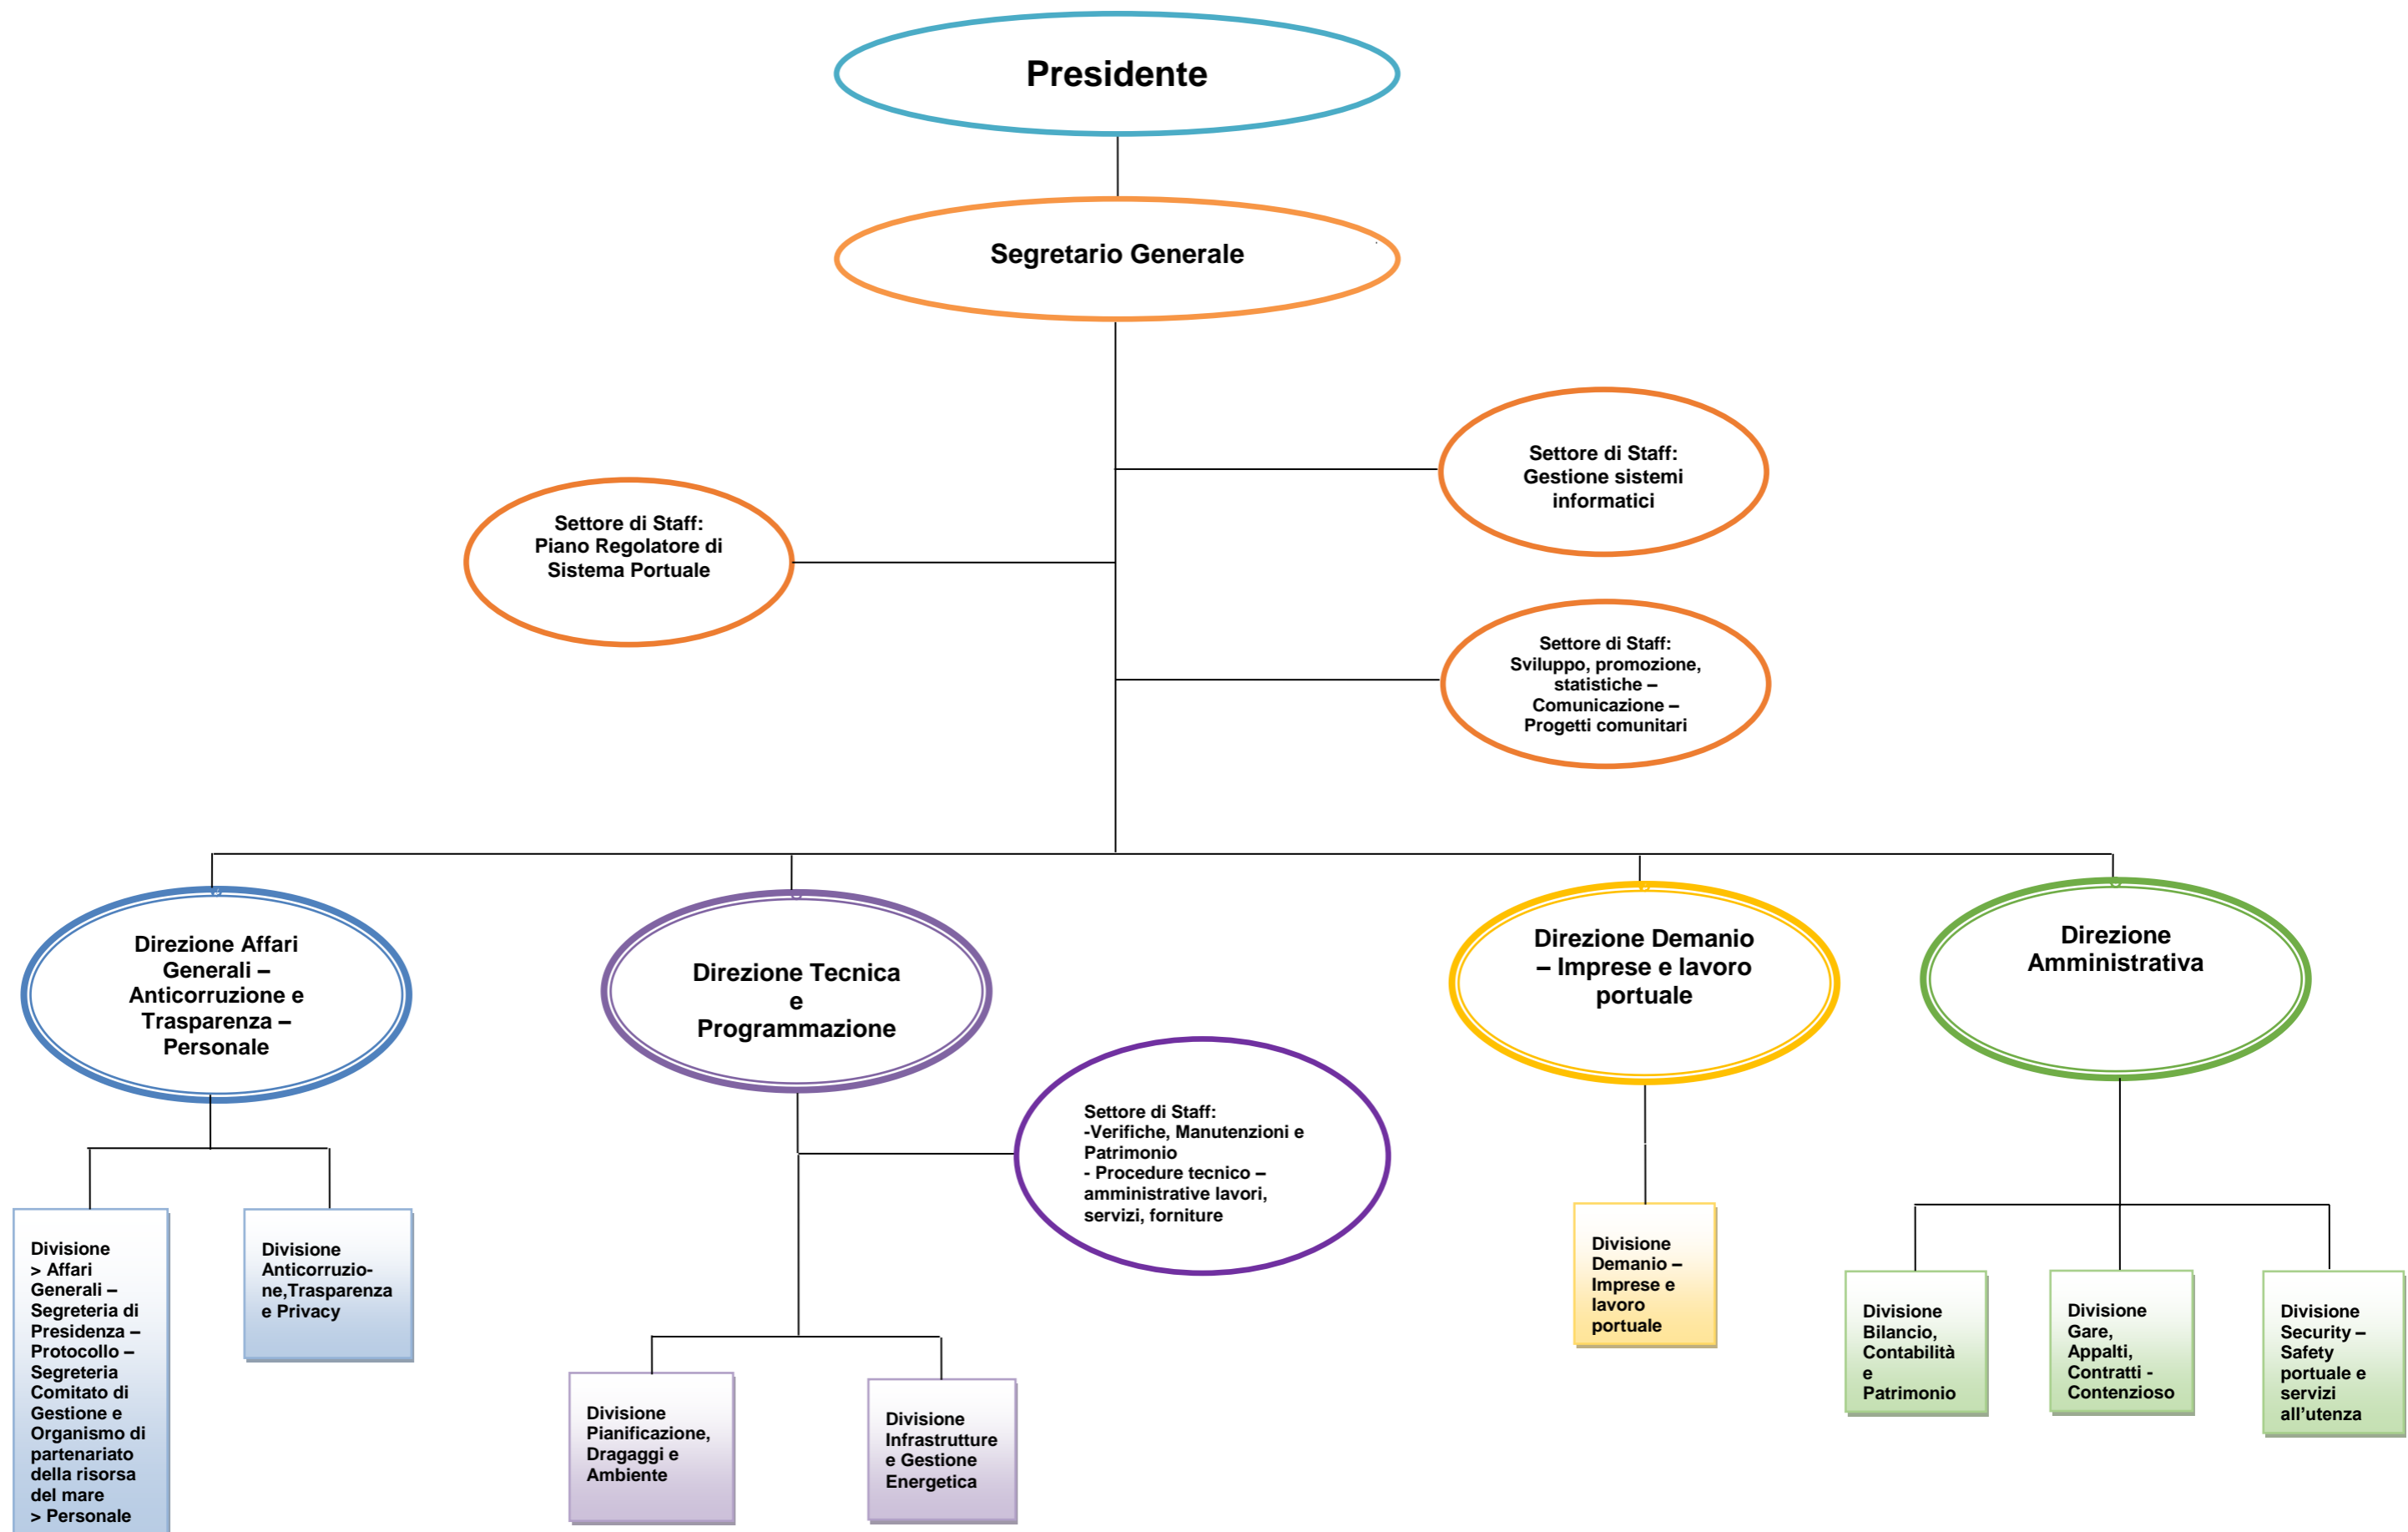 Presidente
Segretario Generale
Settore di Staff:
Gestione sistemi
informatici
Settore di Staff:
Piano Regolatore di
Sistema Portuale
Settore di Staff:
Sviluppo, promozione,
statistiche –
Comunicazione –
Progetti comunitari
Direzione Affari
Generali –
Anticorruzione e
Trasparenza –
Personale
Direzione Tecnica
e
Programmazione
Direzione Demanio
– Imprese e lavoro
portuale
Direzione
Amministrativa
Settore di Staff:
-Verifiche, Manutenzioni e
Patrimonio
- Procedure tecnico –
amministrative lavori,
servizi, forniture
Divisione
> Affari
Generali –
Segreteria di
Presidenza –
Protocollo –
Segreteria
Comitato di
Gestione e
Organismo di
partenariato
della risorsa
del mare
> Personale
Divisione
Anticorruzio-
ne,Trasparenza
e Privacy
Divisione
Pianificazione,
Dragaggi e
Ambiente
Divisione
Infrastrutture
e Gestione
Energetica
Divisione
Demanio –
Imprese e
lavoro
portuale
Divisione
Bilancio,
Contabilità
e
Patrimonio
Divisione
Gare,
Appalti,
Contratti -
Contenzioso
Divisione
Security –
Safety
portuale e
servizi
all’utenza